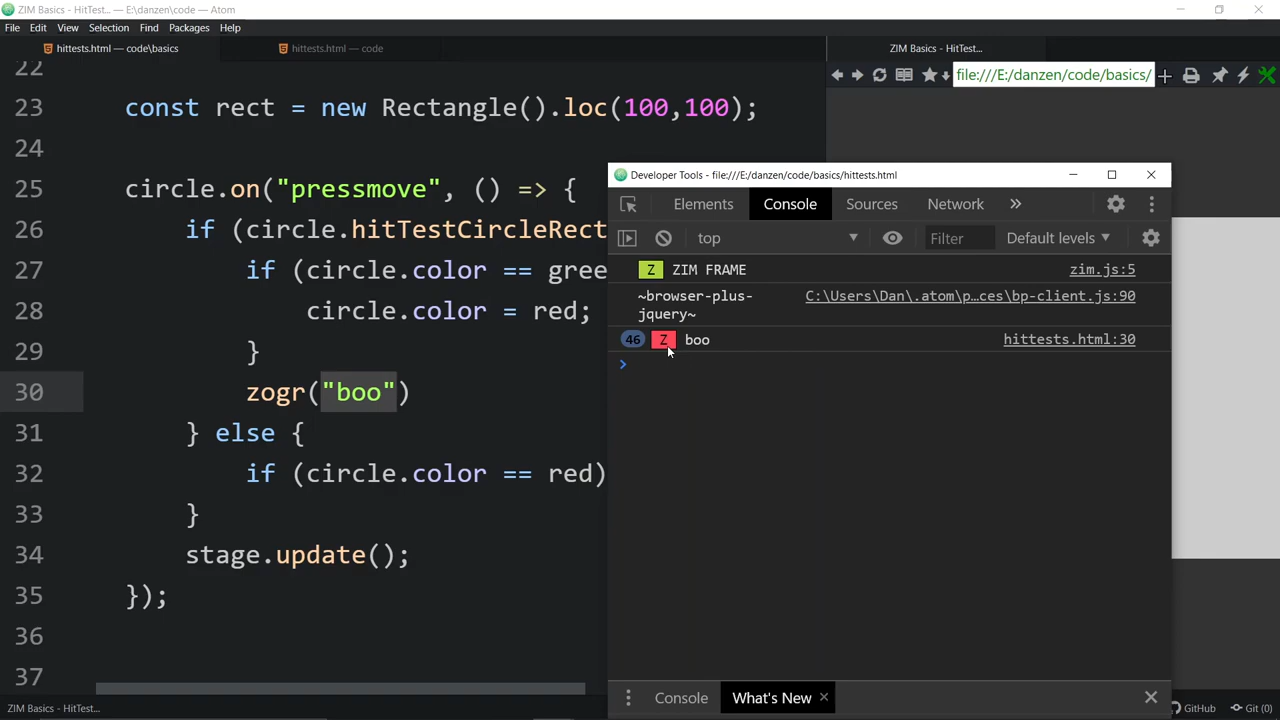 ZIM Basics - HitTest... — E:\danzen\code — Atom
File Edit View Selection Find Packages Help
hittests.html — code\basics
hittests.html — code
ZIM Basics - HitTest...
file:///E:/danzen/code/basics/
22
23 const rect = new Rectangle().loc(100,100);
24
25 circle.on("pressmove", () => {
26 if (circle.hitTestCircleRect
27 if (circle.color == gree
28 circle.color = red;
29 }
30 zogr("boo")
31 } else {
32 if (circle.color == red)
33 }
34 stage.update();
35 });
36
37
Developer Tools - file:///E:/danzen/code/basics/hittests.html
Elements Console Sources Network »
top Filter Default levels
Z ZIM FRAME zim.js:5
~browser-plus-jquery~ C:\Users\Dan\.atom\p…ces\bp-client.js:90
46 Z boo hittests.html:30
Console What's New
ZIM Basics - HitTest...
GitHub Git (0)